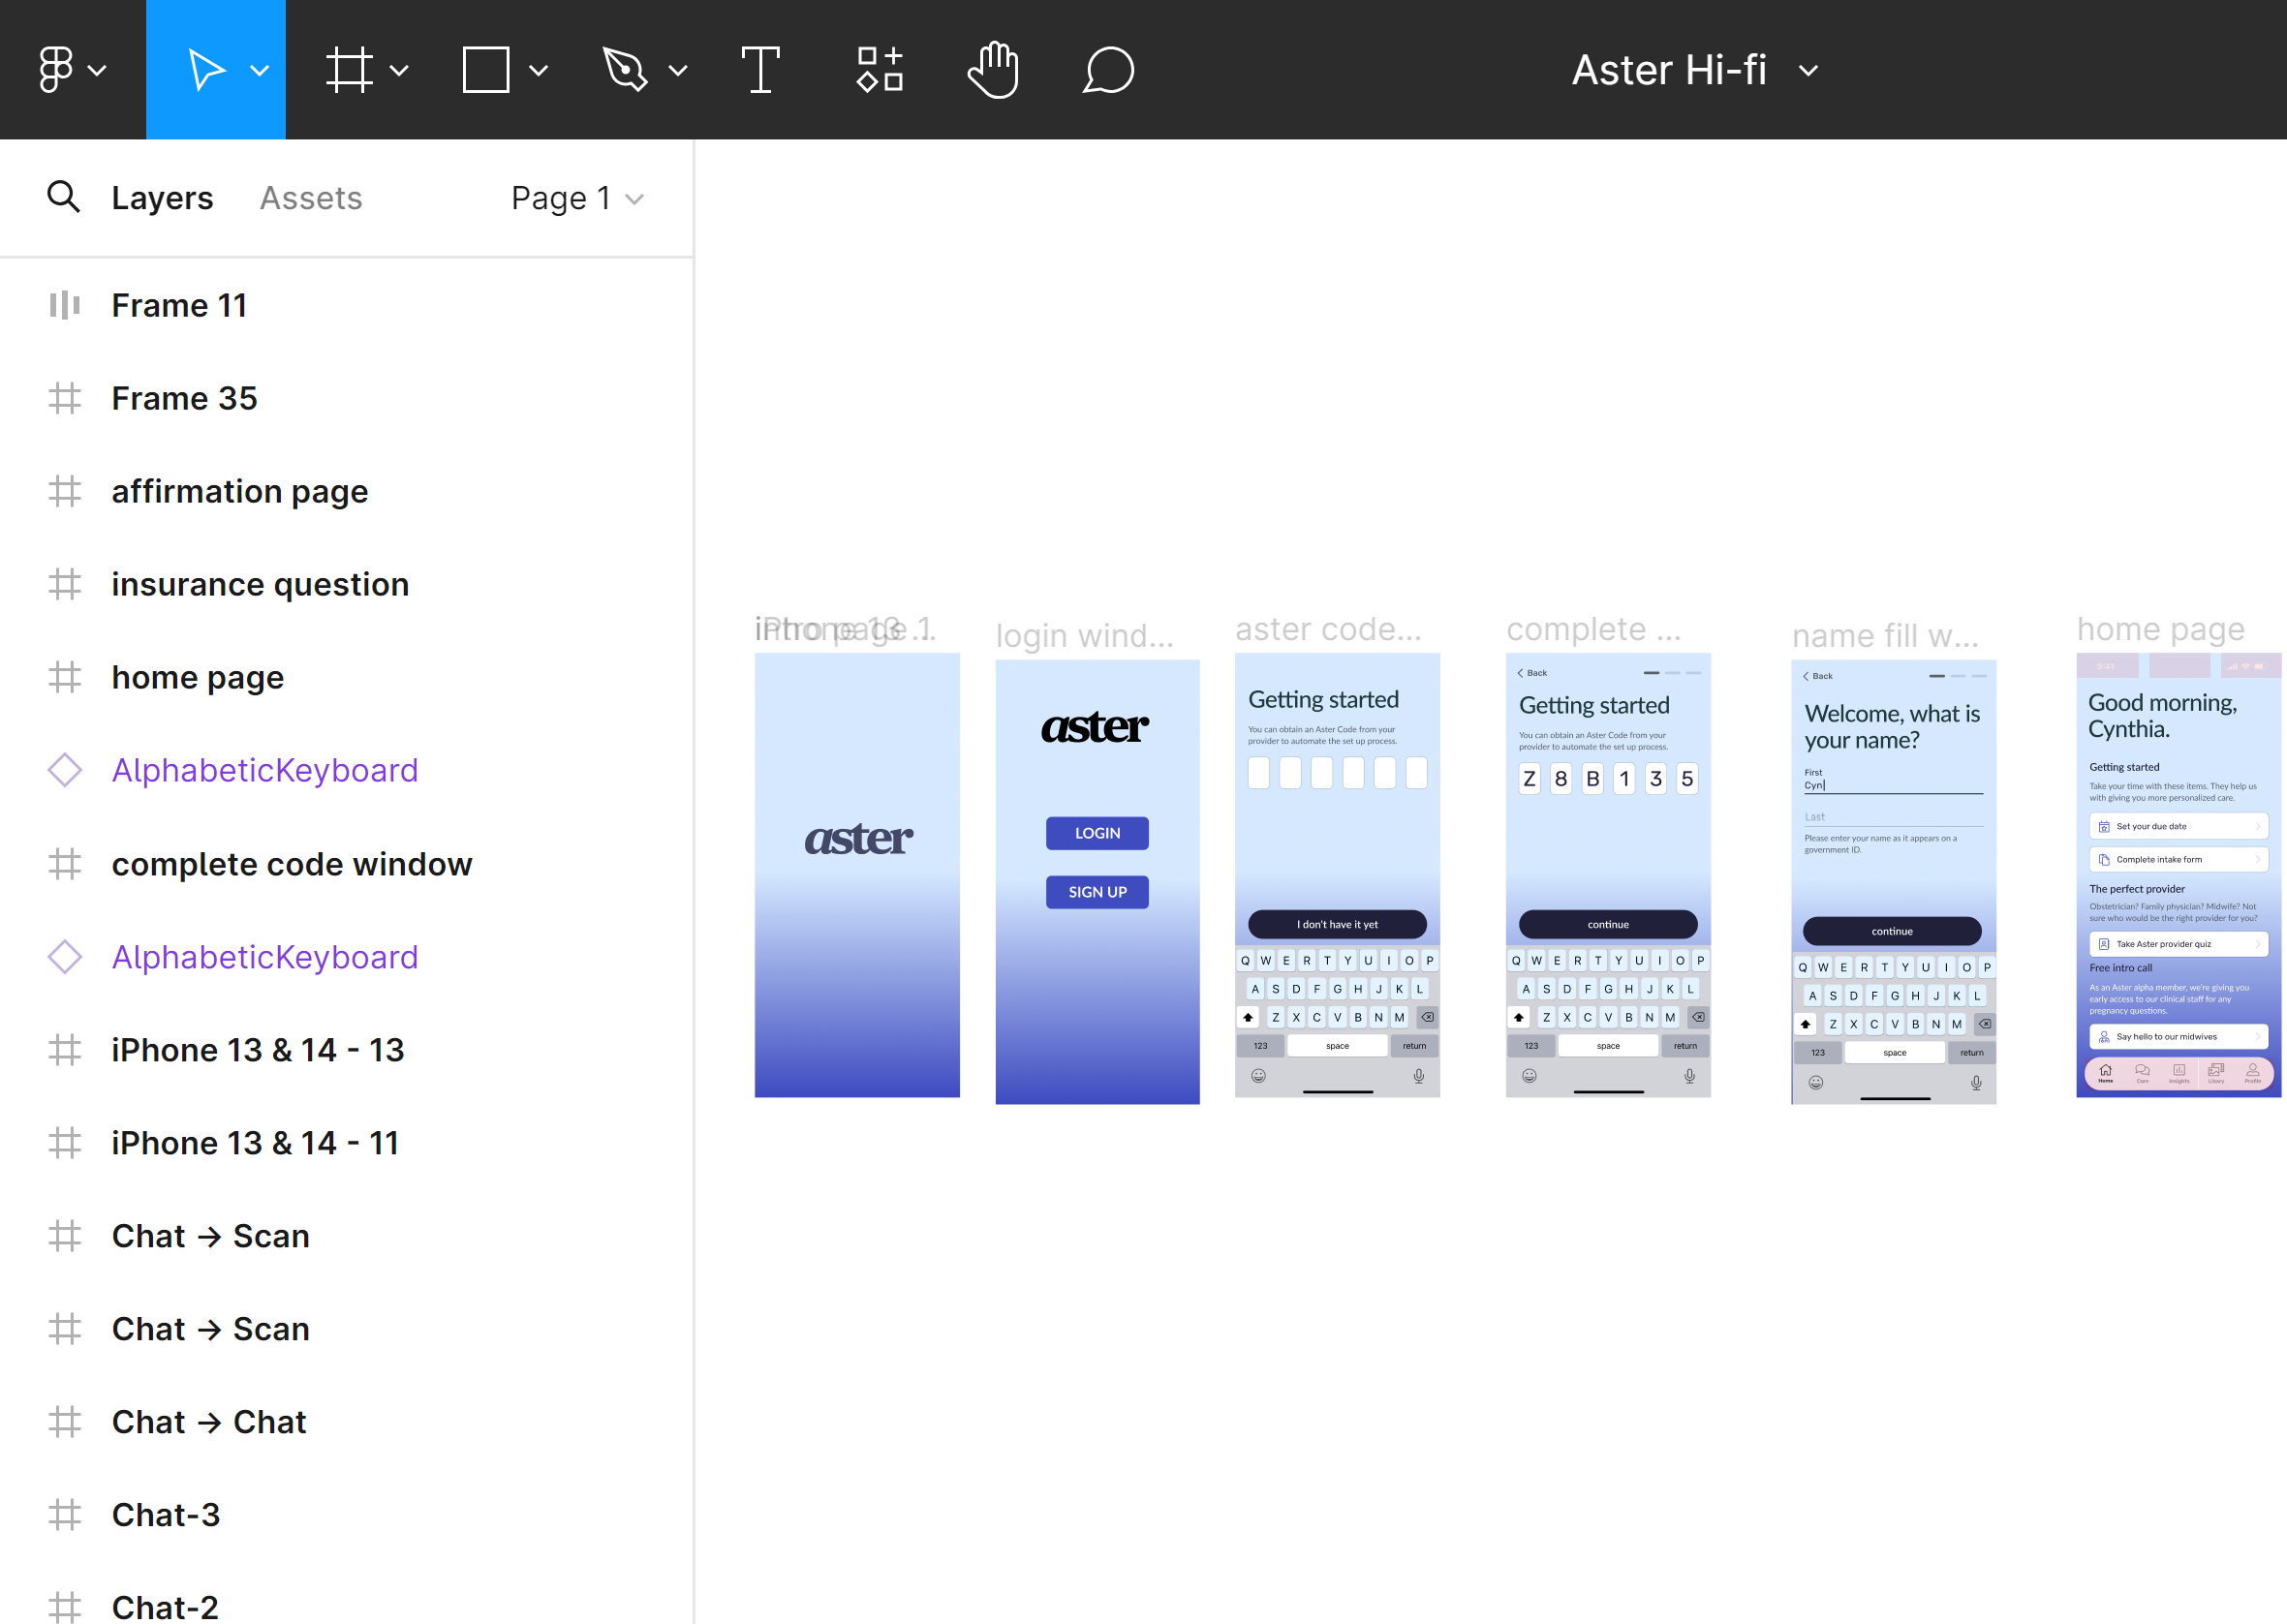 Aster Hi-fi
Layers
Assets
Page 1
Frame 11
Frame 35
affirmation page
insurance question
home page
AlphabeticKeyboard
complete code window
AlphabeticKeyboard
iPhone 13 & 14 - 13
iPhone 13 & 14 - 11
Chat → Scan
Chat → Scan
Chat → Chat
Chat-3
Chat-2
aster
login wind...
aster
LOGIN
SIGN UP
aster code...
Getting started
You can obtain an Aster Code from your
provider to automate the set up process.
I don't have it yet
Q W E R T Y U I O P
A S D F G H J K L
Z X C V B N M
123 space return
complete ...
Back
Getting started
You can obtain an Aster Code from your
provider to automate the set up process.
Z 8 B 1 3 5
continue
Q W E R T Y U I O P
A S D F G H J K L
Z X C V B N M
123 space return
name fill w...
Back
Welcome, what is
your name?
First
Cyn
Last
Please enter your name as it appears on a
government ID.
continue
Q W E R T Y U I O P
A S D F G H J K L
Z X C V B N M
123 space return
home page
9:41
Good morning,
Cynthia.
Getting started
Take your time with these items. They help us
with giving you more personalized care.
Set your due date
Complete intake form
The perfect provider
Obstetrician? Family physician? Midwife? Not
sure who would be the right provider for you?
Take Aster provider quiz
Free intro call
As an Aster alpha member, we're giving you
early access to our clinical staff for any
pregnancy questions.
Say hello to our midwives
Home Care Insights Libary Profile